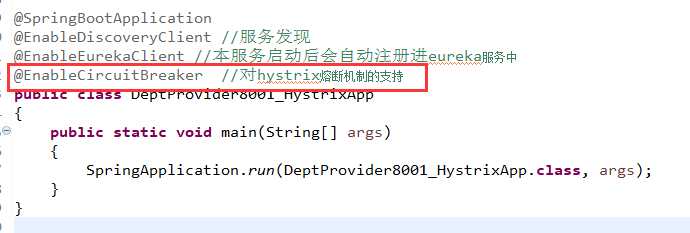 @SpringBootApplication
@EnableDiscoveryClient //服务发现
@EnableEurekaClient //本服务启动后会自动注册进eureka服务中
@EnableCircuitBreaker //对hystrix熔断机制的支持
public class DeptProvider8001_HystrixApp
{
public static void main(String[] args)
{
SpringApplication.run(DeptProvider8001_HystrixApp.class, args);
}
}